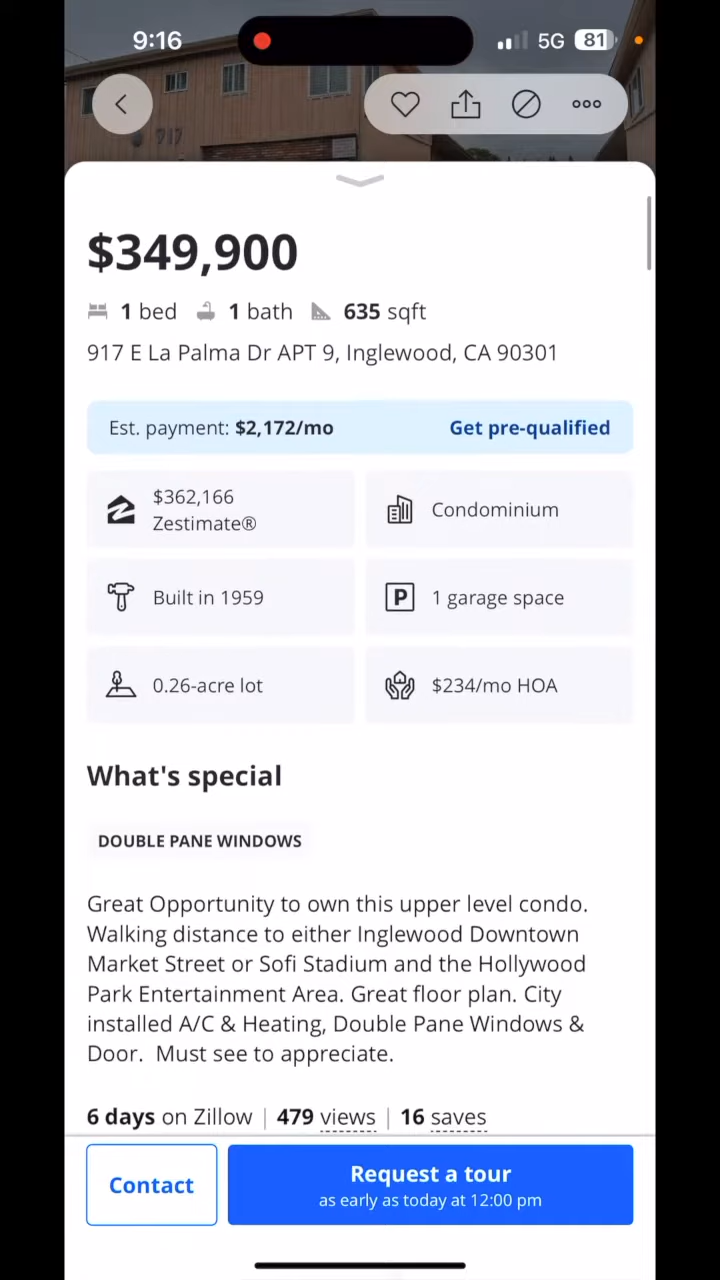 9:16
5G
81
917
$349,900
1 bed 1 bath 635 sqft
917 E La Palma Dr APT 9, Inglewood, CA 90301
Est. payment: $2,172/mo Get pre-qualified
$362,166
Zestimate®
Condominium
Built in 1959
P 1 garage space
0.26-acre lot
$234/mo HOA
What's special
DOUBLE PANE WINDOWS
Great Opportunity to own this upper level condo.
Walking distance to either Inglewood Downtown
Market Street or Sofi Stadium and the Hollywood
Park Entertainment Area. Great floor plan. City
installed A/C & Heating, Double Pane Windows &
Door. Must see to appreciate.
6 days on Zillow | 479 views | 16 saves
Contact
Request a tour
as early as today at 12:00 pm